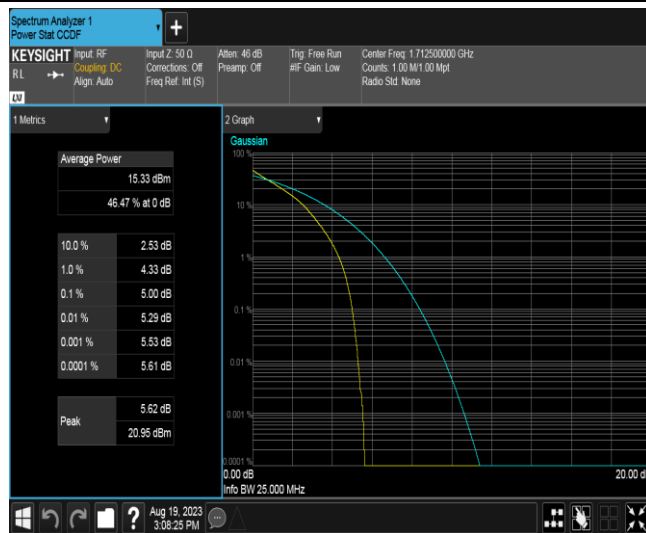 Spectrum Analyzer 1
Power Stat CCDF
+
KEYSIGHT
RL
LXI
Input: RF
Coupling: DC
Align: Auto
Input Z: 50 Ω
Corrections: Off
Freq Ref: Int (S)
Atten: 46 dB
Preamp: Off
Trig: Free Run
#IF Gain: Low
Center Freq: 1.712500000 GHz
Counts: 1.00 M/1.00 Mpt
Radio Std: None
1 Metrics
Average Power
15.33 dBm
46.47 % at 0 dB
10.0 % 2.53 dB
1.0 % 4.33 dB
0.1 % 5.00 dB
0.01 % 5.29 dB
0.001 % 5.53 dB
0.0001 % 5.61 dB
Peak 5.62 dB
20.95 dBm
2 Graph
Gaussian
100 %
10 %
1 %
0.1 %
0.01 %
0.001 %
0.0001 %
0.00 dB 20.00 d
Info BW 25.000 MHz
?
Aug 19, 2023
3:08:25 PM